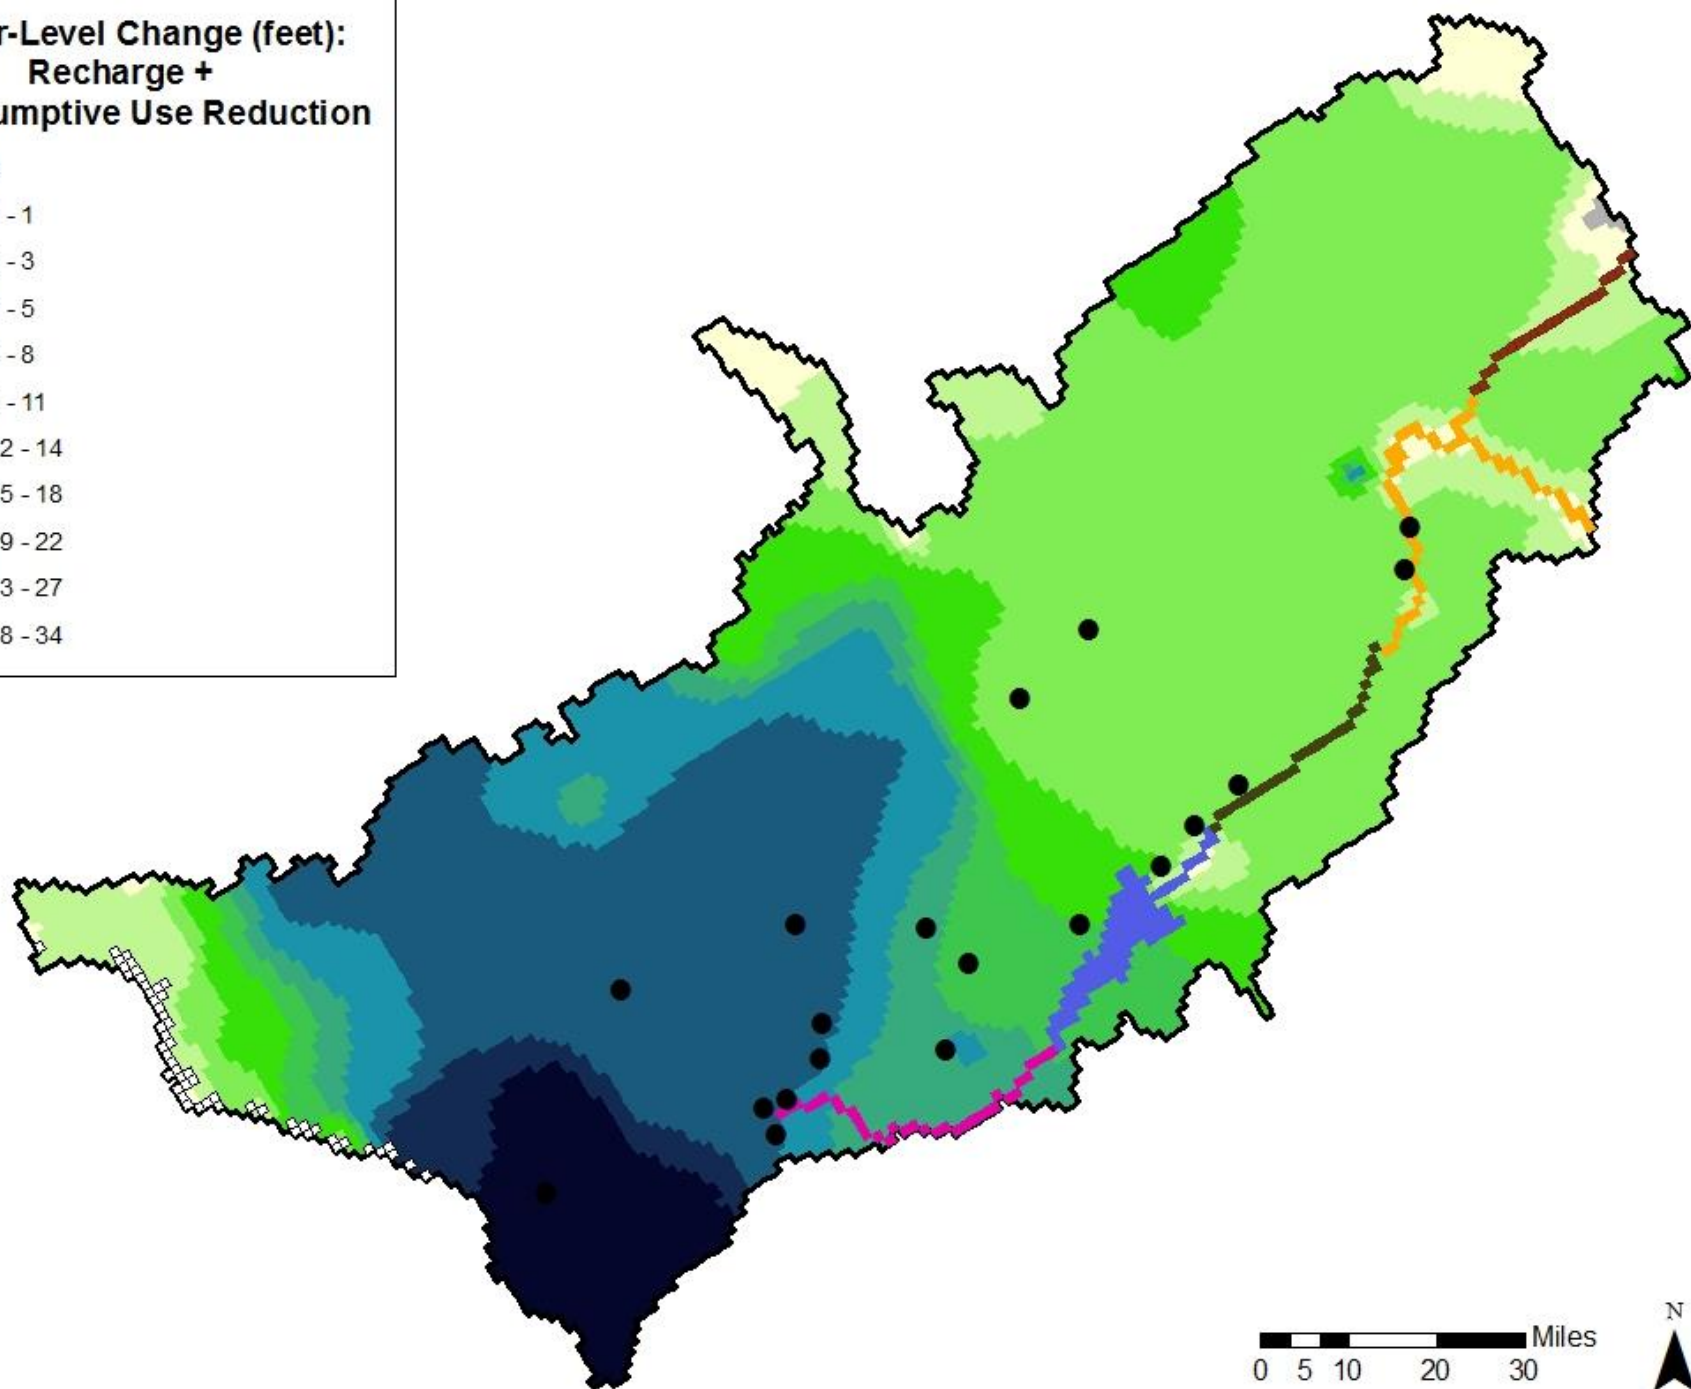 r-Level Change (feet):
Recharge +
umptive Use Reduction
- 1
- 3
- 5
- 8
- 11
2 - 14
5 - 18
9 - 22
3 - 27
8 - 34
N
Miles
0 5 10 20 30